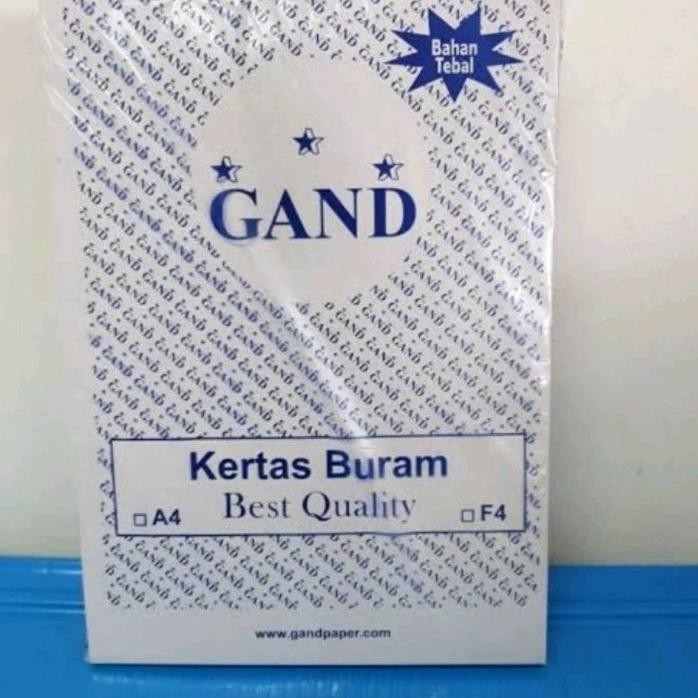 Bahan
Tebal
GAND
Kertas Buram
Best Quality
A4
F4
www.gandpaper.com